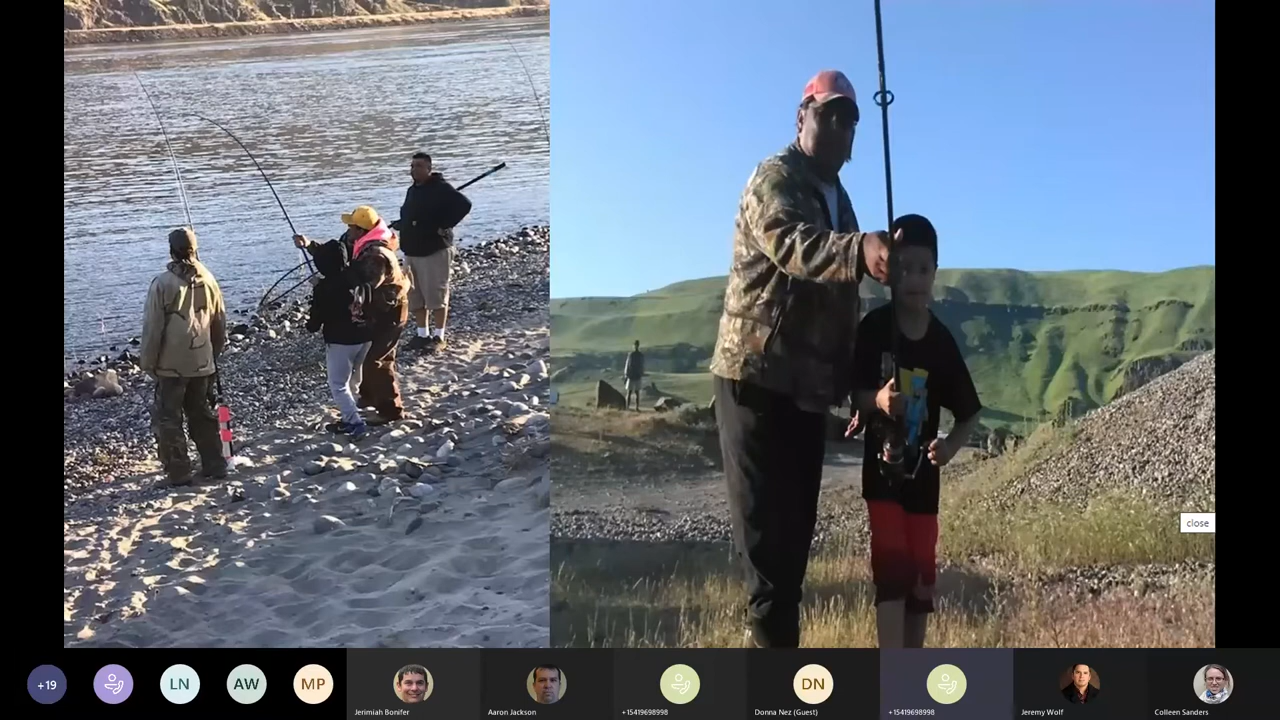 close
+19
LN
AW
MP
Jerimiah Bonifer
Aaron Jackson
+15419698998
DN
Donna Nez (Guest)
+15419698998
Jeremy Wolf
Colleen Sanders